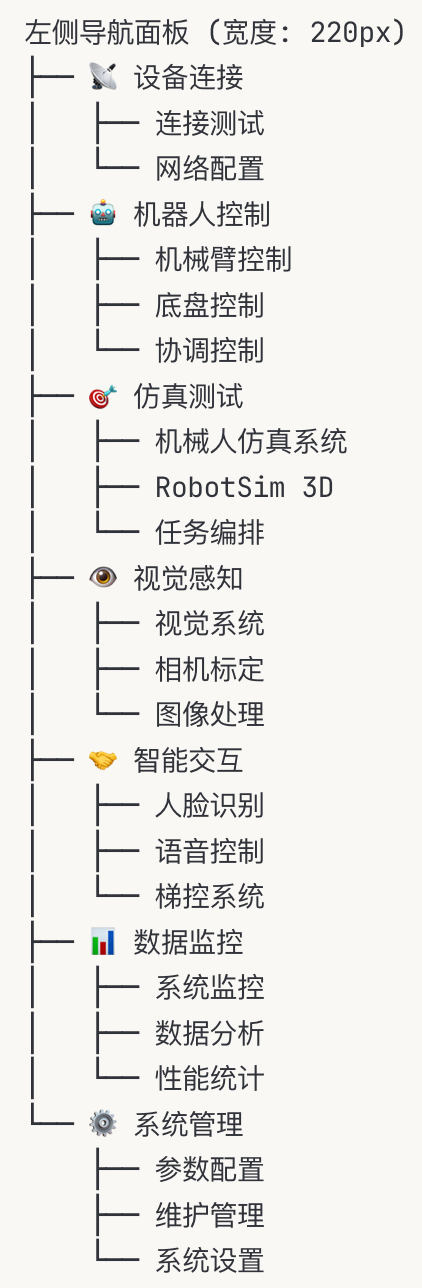 左侧导航面板 (宽度: 220px)
├── 📡 设备连接
│   ├── 连接测试
│   └── 网络配置
├── 🤖 机器人控制
│   ├── 机械臂控制
│   ├── 底盘控制
│   └── 协调控制
├── 🎯 仿真测试
│   ├── 机械人仿真系统
│   ├── RobotSim 3D
│   └── 任务编排
├── 👁️ 视觉感知
│   ├── 视觉系统
│   ├── 相机标定
│   └── 图像处理
├── 🤝 智能交互
│   ├── 人脸识别
│   ├── 语音控制
│   └── 梯控系统
├── 📊 数据监控
│   ├── 系统监控
│   ├── 数据分析
│   └── 性能统计
└── ⚙️ 系统管理
    ├── 参数配置
    ├── 维护管理
    └── 系统设置